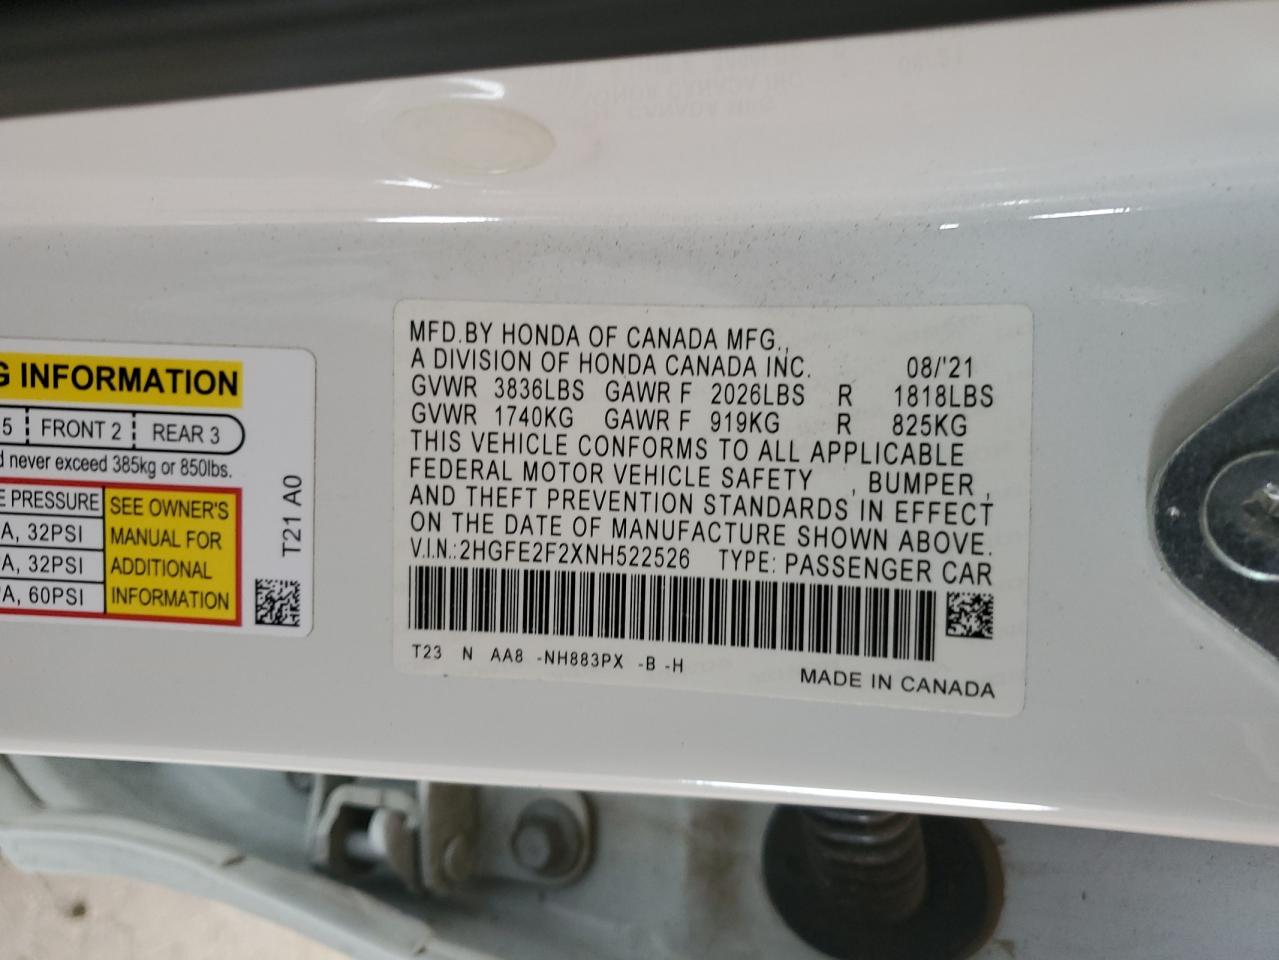 G INFORMATION
5 FRONT 2 REAR 3
d never exceed 385kg or 850lbs.
E PRESSURE
A, 32PSI
A, 32PSI
A, 60PSI
SEE OWNER'S
MANUAL FOR
ADDITIONAL
INFORMATION
T21 A0
MFD.BY HONDA OF CANADA MFG.,
A DIVISION OF HONDA CANADA INC. 08/'21
GVWR 3836LBS GAWR F 2026LBS R 1818LBS
GVWR 1740KG GAWR F 919KG R 825KG
THIS VEHICLE CONFORMS TO ALL APPLICABLE
FEDERAL MOTOR VEHICLE SAFETY , BUMPER ,
AND THEFT PREVENTION STANDARDS IN EFFECT
ON THE DATE OF MANUFACTURE SHOWN ABOVE.
V.I.N.:2HGFE2F2XNH522526 TYPE: PASSENGER CAR
T23 N AA8 -NH883PX -B -H
MADE IN CANADA